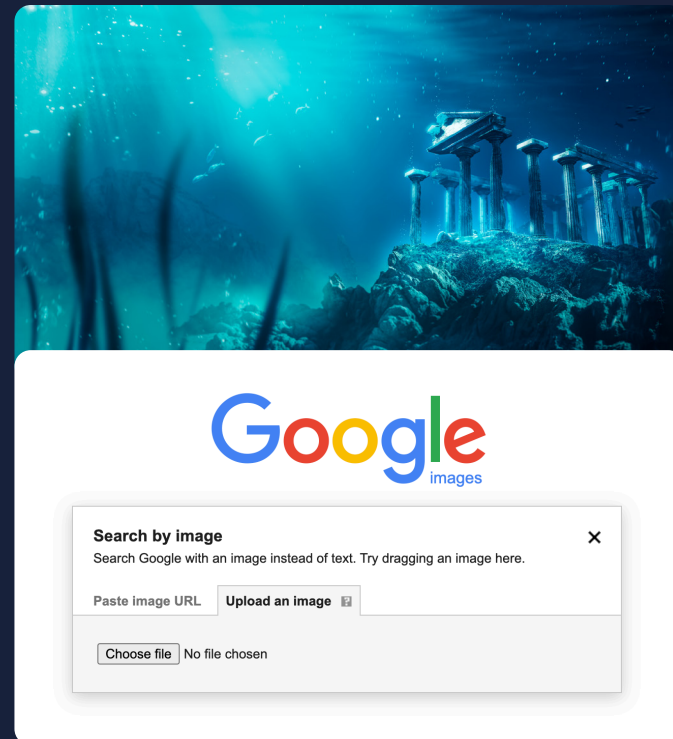 Google
images
Search by image
Search Google with an image instead of text. Try dragging an image here.
Paste image URL Upload an image ?
Choose file No file chosen